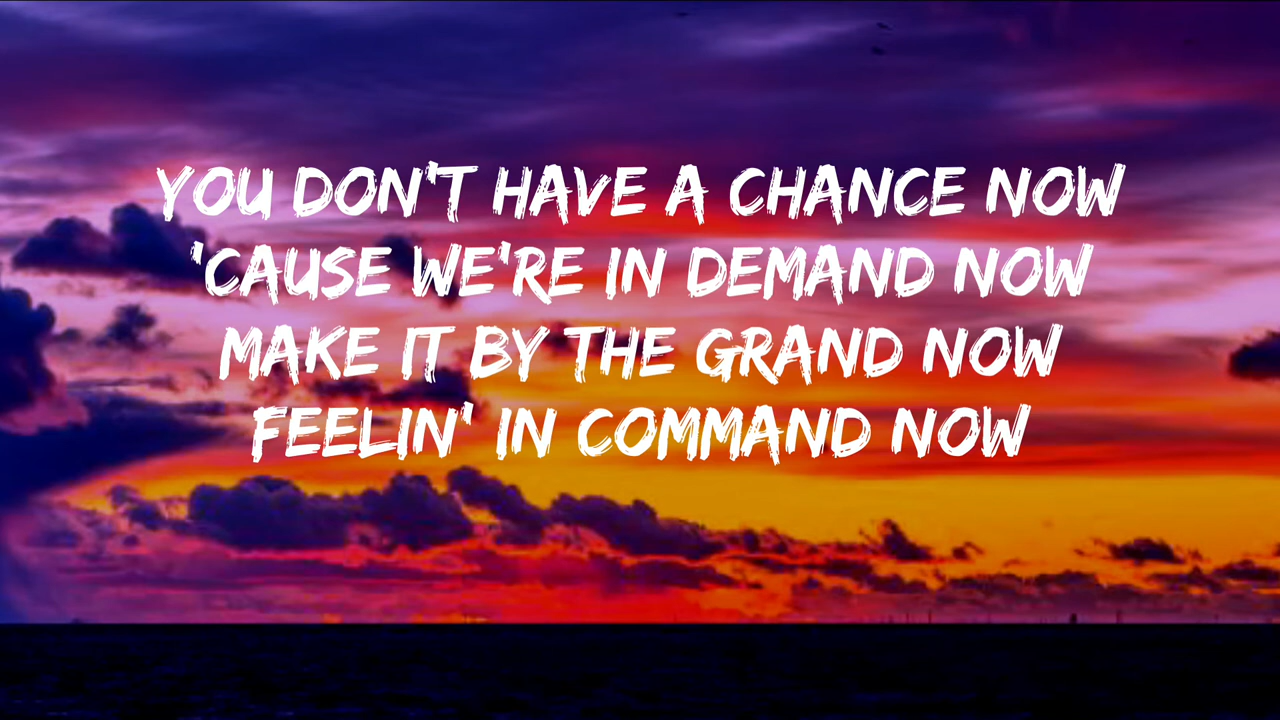 YOU DON'T HAVE A CHANCE NOW
'CAUSE WE'RE IN DEMAND NOW
MAKE IT BY THE GRAND NOW
FEELIN' IN COMMAND NOW